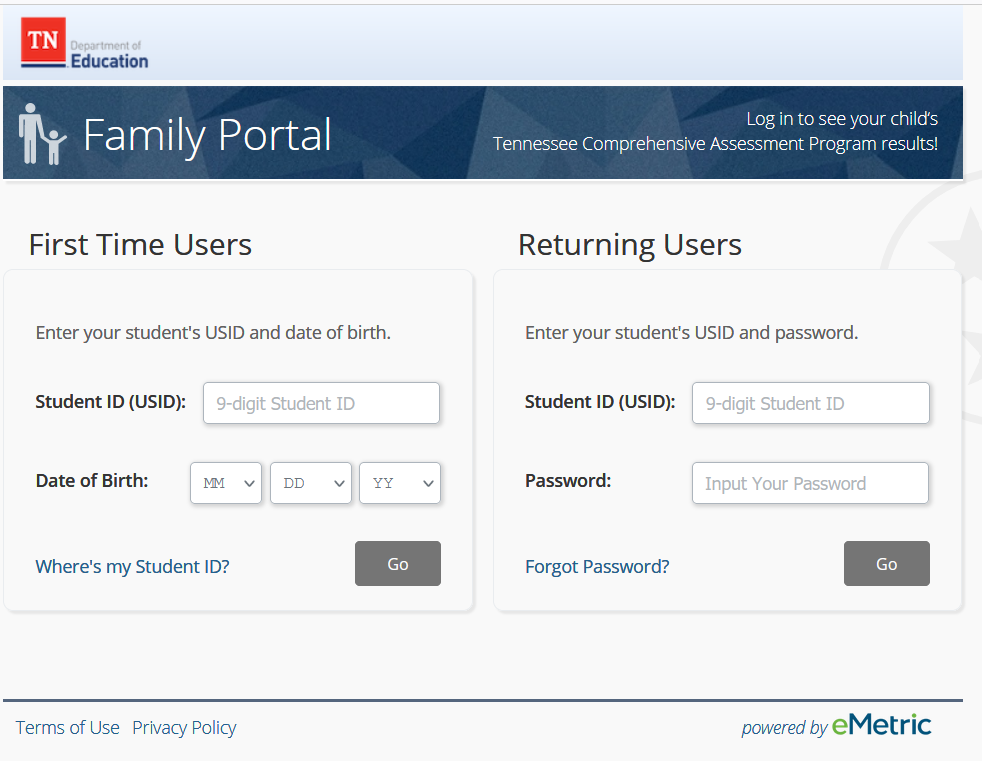 TN
Department of
Education
Family Portal
Log in to see your child's
Tennessee Comprehensive Assessment Program results!
First Time Users
Enter your student's USID and date of birth.
Student ID (USID):
9-digit Student ID
Date of Birth:
MM
DD
YY
Where's my Student ID?
Go
Returning Users
Enter your student's USID and password.
Student ID (USID):
9-digit Student ID
Password:
Input Your Password
Forgot Password?
Go
Terms of Use Privacy Policy
powered by eMetric